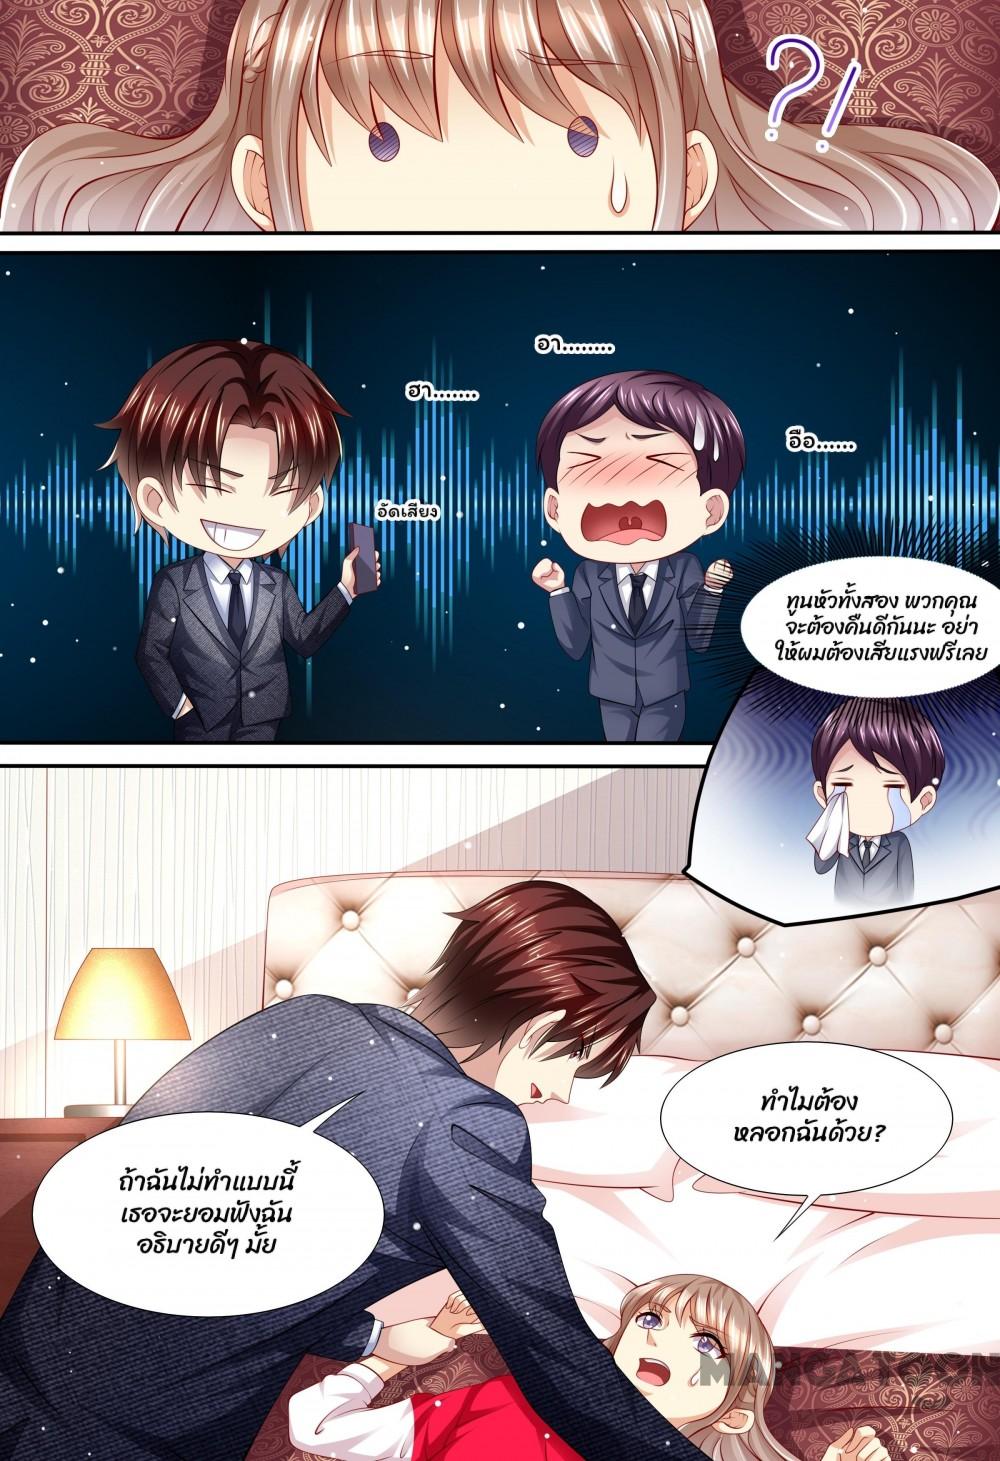 ?!
ฮา........
ฮา.........
ฮือ......
อัดเสียง
ทูนหัวทั้งสอง พวกคุณ
จะต้องคืนดีกันนะ อย่า
ให้ผมต้องเสียแรงฟรีเลย
ทำไมต้อง
หลอกฉันด้วย?
ถ้าฉันไม่ทำแบบนี้
เธอจะยอมฟังฉัน
อธิบายดีๆ มั้ย
MANGATOON